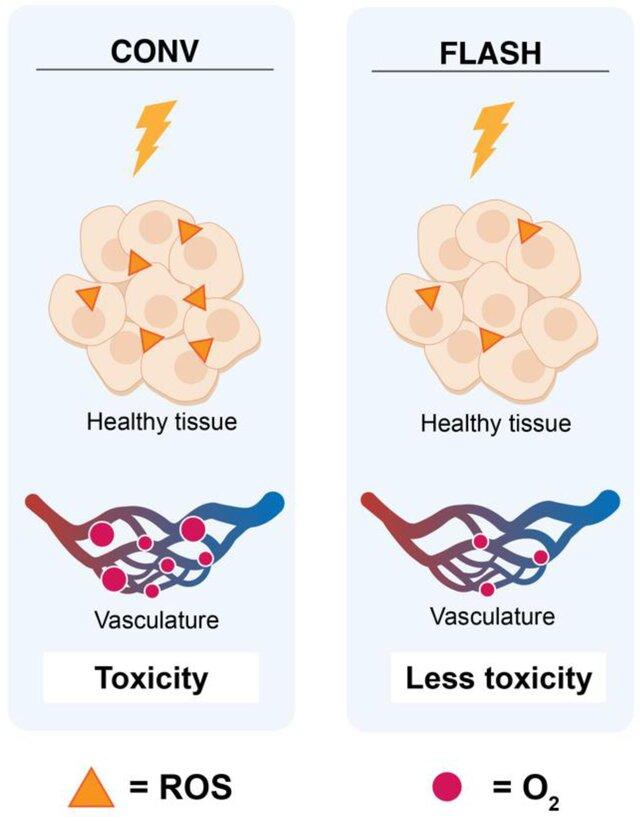 CONV
Healthy tissue
Vasculature
Toxicity
FLASH
Healthy tissue
Vasculature
Less toxicity
= ROS
= O₂